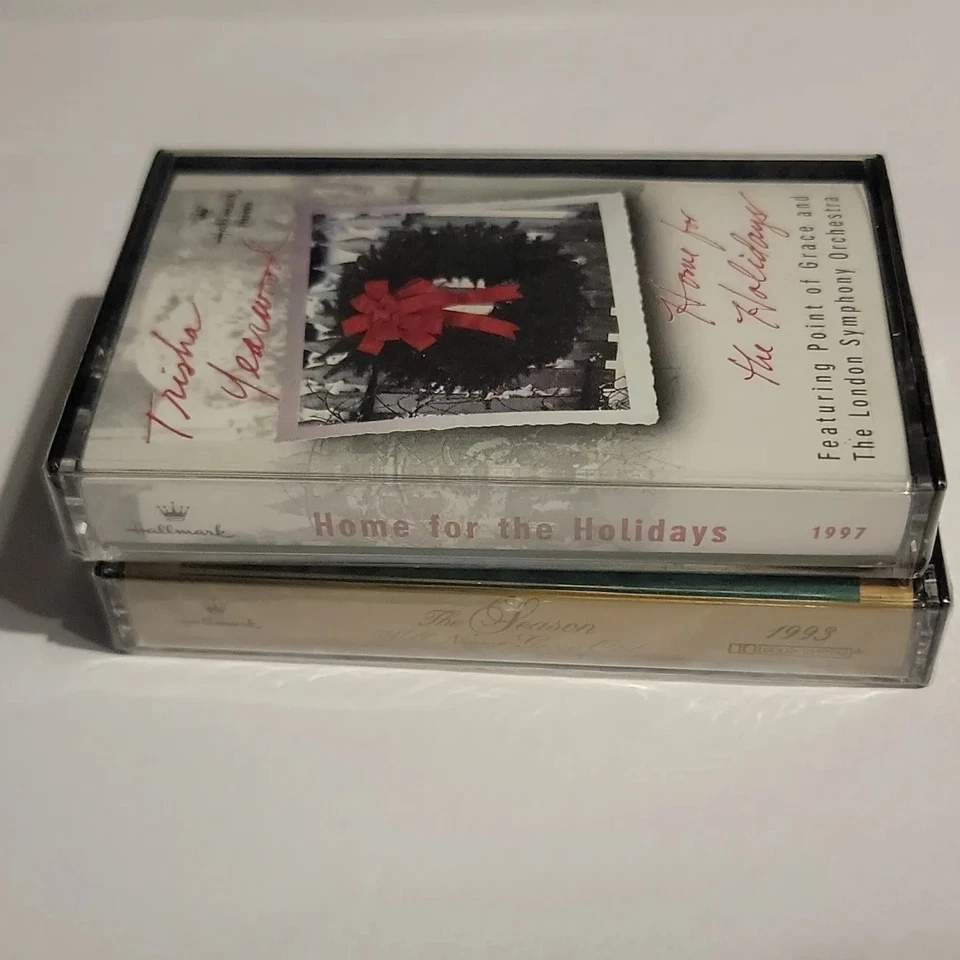 HALLMARK
Trisha
Yearwood
Home for
the Holidays
Featuring Point of Grace and
The London Symphony Orchestra
Hallmark
Home for the Holidays
1997
Hallmark
The Season
1993